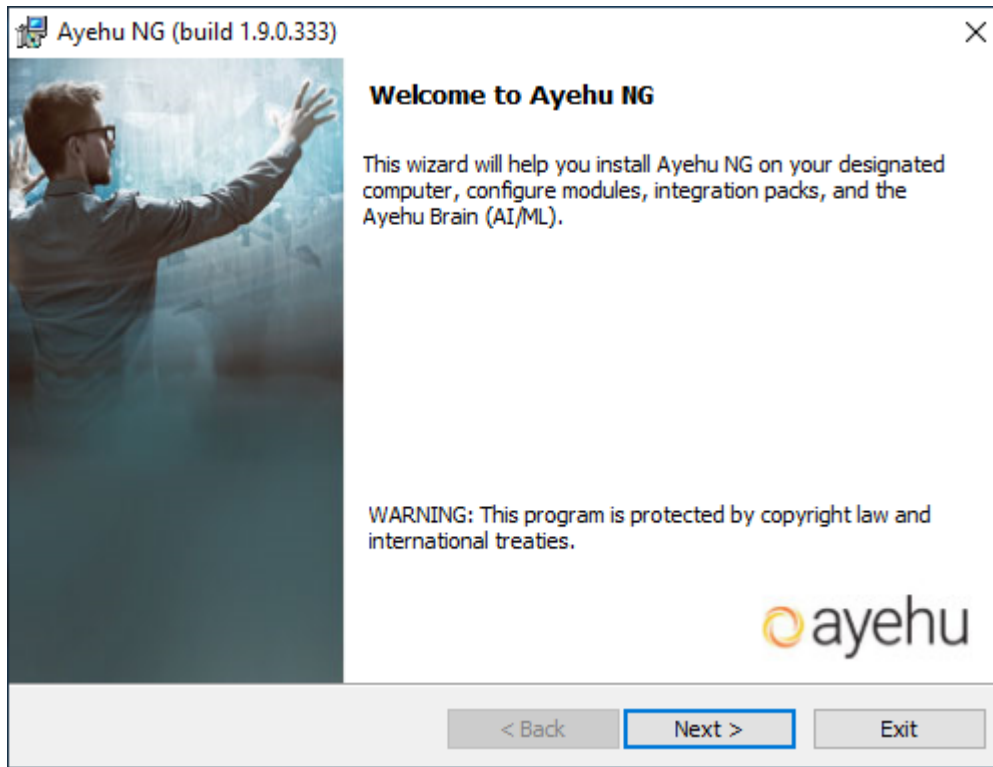 Ayehu NG (build 1.9.0.333)
Welcome to Ayehu NG
This wizard will help you install Ayehu NG on your designated
computer, configure modules, integration packs, and the
Ayehu Brain (AI/ML).
WARNING: This program is protected by copyright law and
international treaties.
ayehu
< Back
Next >
Exit